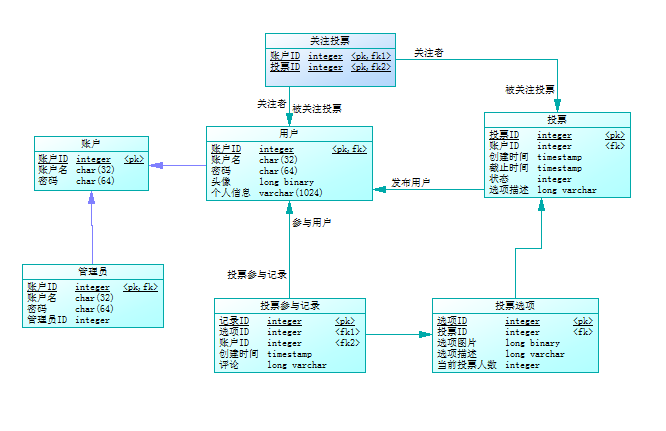 关注投票
账户ID integer <pk,fk1>
投票ID integer <pk,fk2>
关注者
被关注投票
关注者
被关注投票
投票
投票ID integer <pk>
账户ID integer <fk>
创建时间 timestamp
截止时间 timestamp
状态 integer
选项描述 long varchar
用户
账户ID integer <pk,fk>
账户名 char(32)
密码 char(64)
头像 long binary
个人信息 varchar(1024)
账户
账户ID integer <pk>
账户名 char(32)
密码 char(64)
发布用户
参与用户
投票参与记录
管理员
账户ID integer <pk,fk>
账户名 char(32)
密码 char(64)
管理员ID integer
投票参与记录
记录ID integer <pk>
选项ID integer <fk1>
账户ID integer <fk2>
创建时间 timestamp
评论 long varchar
投票选项
选项ID integer <pk>
投票ID integer <fk>
选项图片 long binary
选项描述 long varchar
当前投票人数 integer